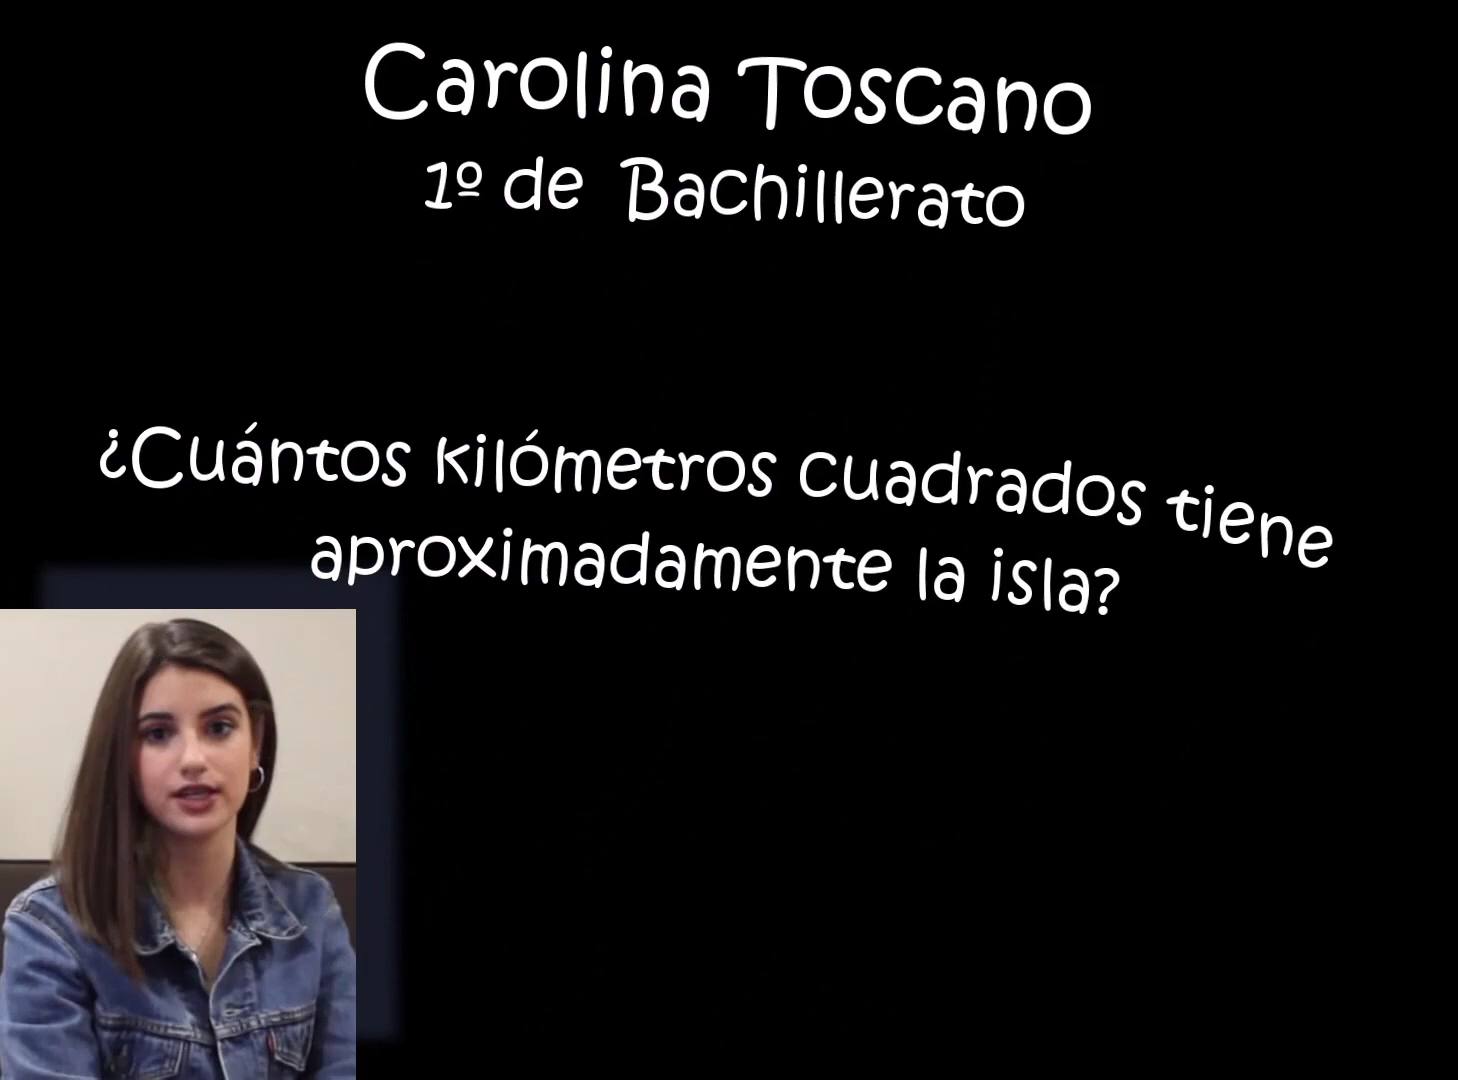 Carolina Toscano
1º de Bachillerato
¿Cuántos kilómetros cuadrados tiene
aproximadamente la isla?